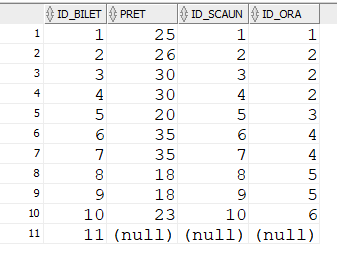 ID_BILET PRET ID_SCAUN ID_ORA
1 1 25 1 1
2 2 26 2 2
3 3 30 3 2
4 4 30 4 2
5 5 20 5 3
6 6 35 6 4
7 7 35 7 4
8 8 18 8 5
9 9 18 9 5
10 10 23 10 6
11 11 (null) (null) (null)